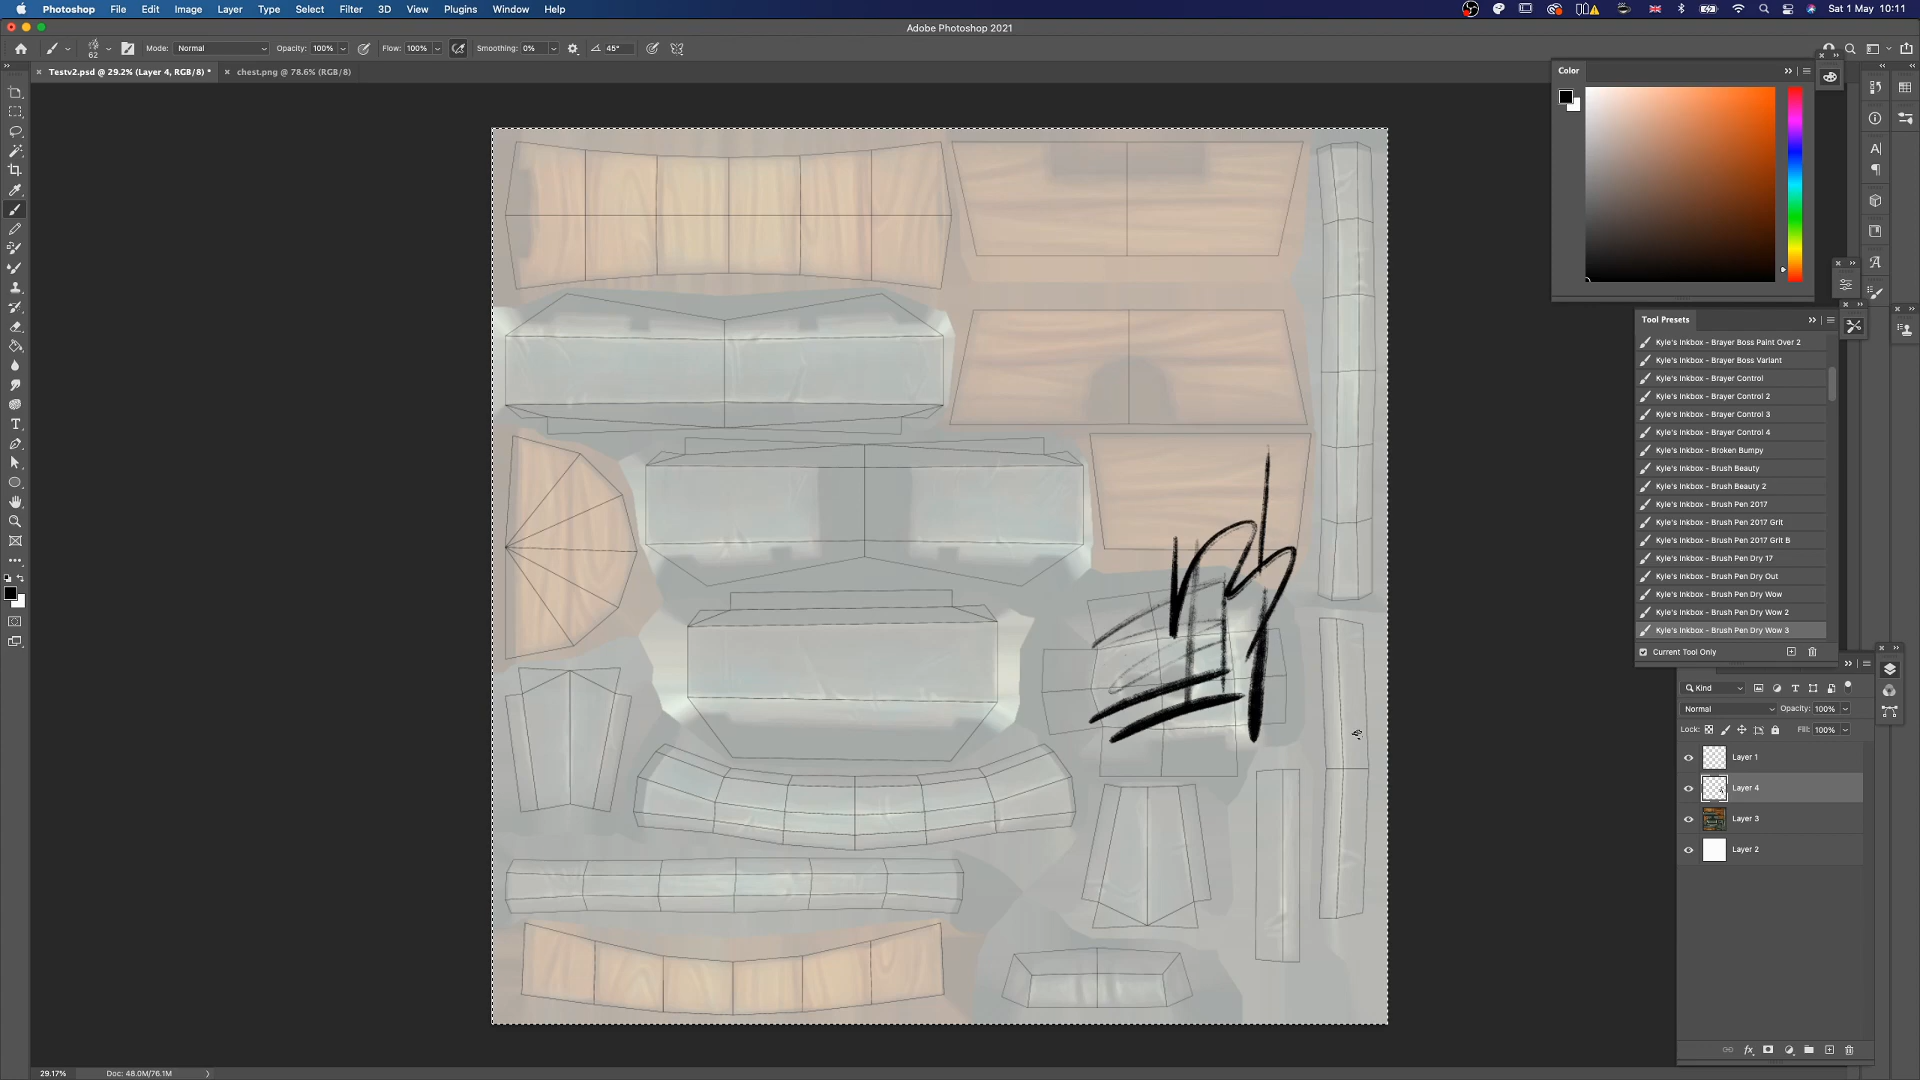 Photoshop File Edit Image Layer Type Select Filter 3D View Plugins Window Help Sat 1 May 10:11
Adobe Photoshop 2021
62 Mode: Normal Opacity: 100% Flow: 100% Smoothing: 0% 45°
Testv2.psd @ 29.2% (Layer 4, RGB/8) * chest.png @ 78.6% (RGB/8)
Color
Tool Presets
Kyle's Inkbox - Brayer Boss Paint Over 2
Kyle's Inkbox - Brayer Boss Variant
Kyle's Inkbox - Brayer Control
Kyle's Inkbox - Brayer Control 2
Kyle's Inkbox - Brayer Control 3
Kyle's Inkbox - Brayer Control 4
Kyle's Inkbox - Broken Bumpy
Kyle's Inkbox - Brush Beauty
Kyle's Inkbox - Brush Beauty 2
Kyle's Inkbox - Brush Pen 2017
Kyle's Inkbox - Brush Pen 2017 Grit
Kyle's Inkbox - Brush Pen 2017 Grit B
Kyle's Inkbox - Brush Pen Dry 17
Kyle's Inkbox - Brush Pen Dry Out
Kyle's Inkbox - Brush Pen Dry Wow
Kyle's Inkbox - Brush Pen Dry Wow 2
Kyle's Inkbox - Brush Pen Dry Wow 3
Current Tool Only
Kind
Normal Opacity: 100%
Lock: Fill: 100%
Layer 1
Layer 4
Layer 3
Layer 2
29.17% Doc: 48.0M/76.1M